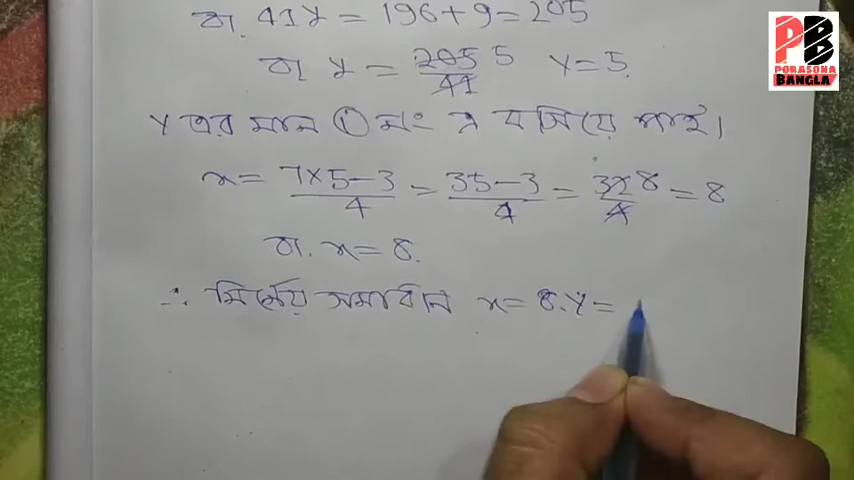 বা, 41y = 196+9 = 205
বা y = 205/41 5 y=5.
y এর মান ① নং এ বসিয়ে পাই।
x = 7×5-3/4 = 35-3/4 = 32/4 8 = 8
বা, x = 8.
∴ নির্ণেয় সমাধান x = 8, y =
PB
PORASONA
BANGLA